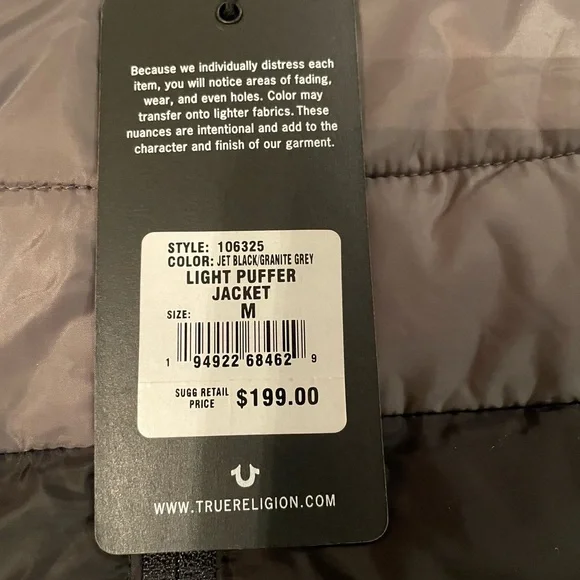 Because we individually distress each
item, you will notice areas of fading,
wear, and even holes. Color may
transfer onto lighter fabrics. These
nuances are intentional and add to the
character and finish of our garment.
STYLE: 106325
COLOR: JET BLACK/GRANITE GREY
LIGHT PUFFER
JACKET
SIZE: M
1 94922 68462 9
SUGG RETAIL
PRICE $199.00
WWW.TRUERELIGION.COM